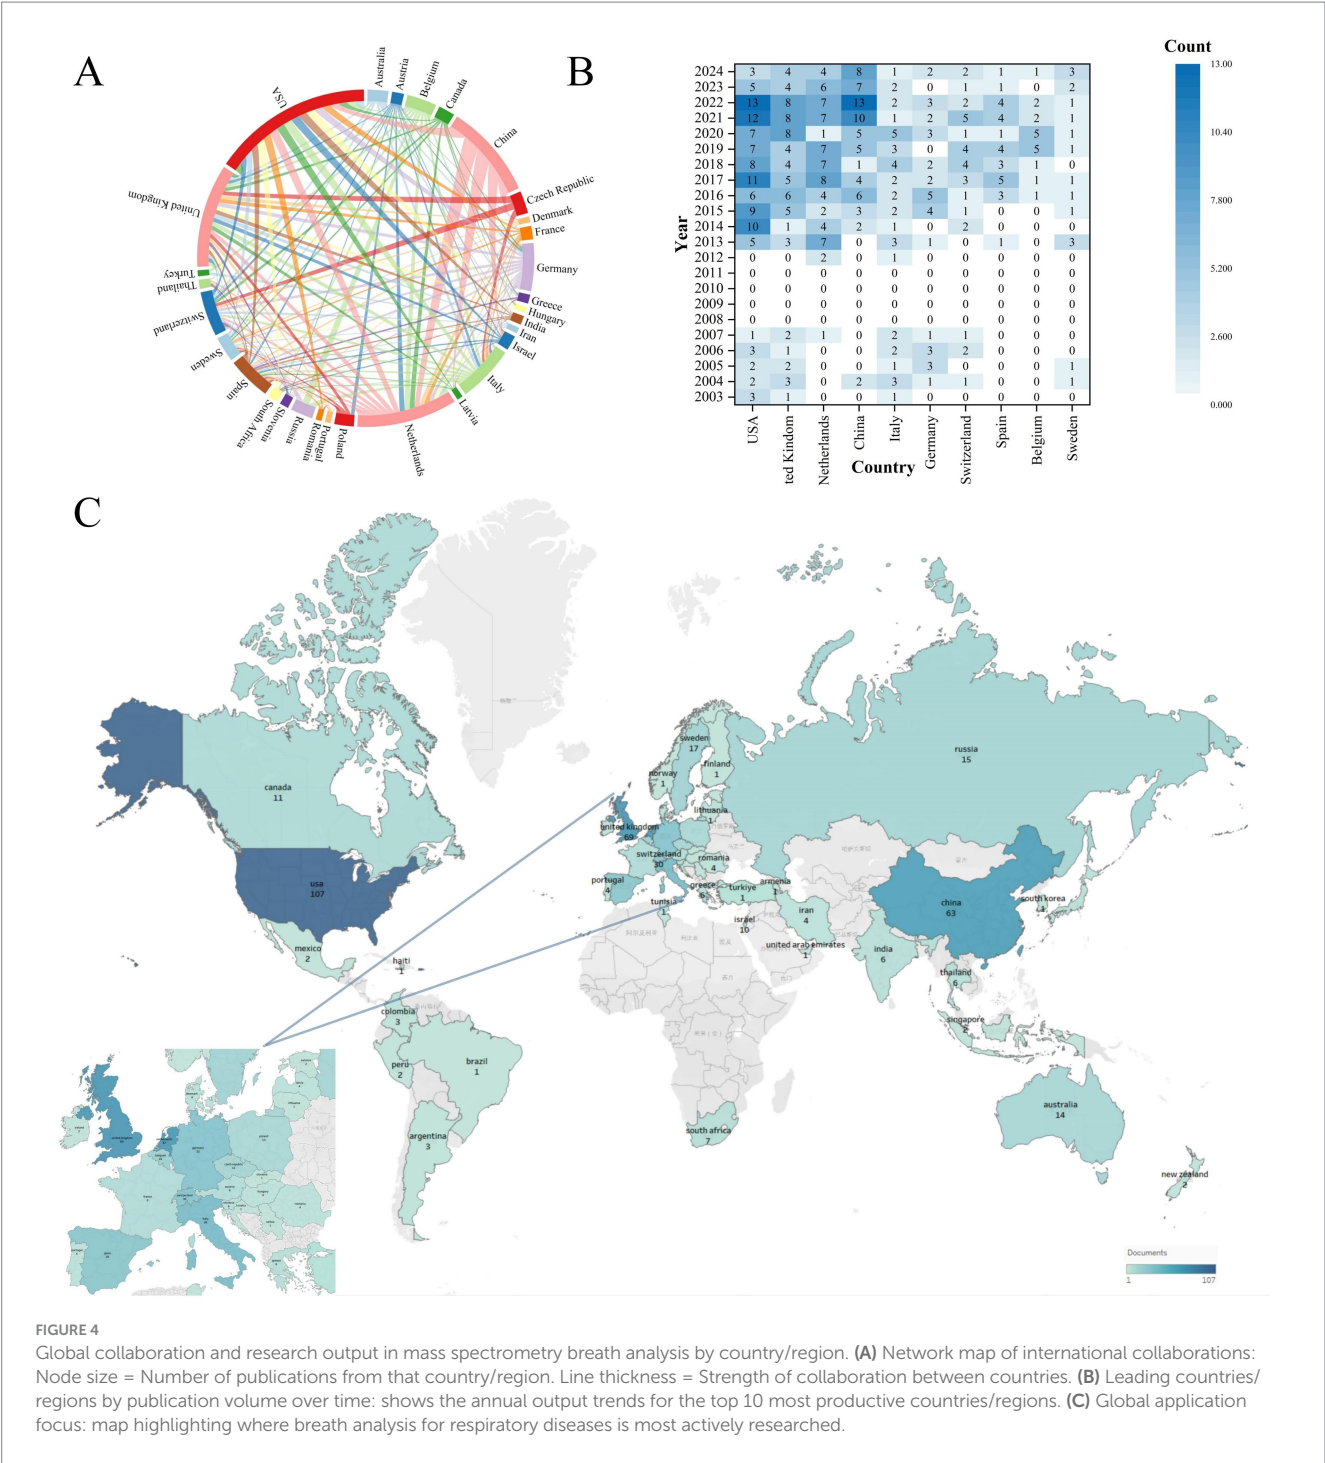 A
USA
Australia
Austria
Belgium
Canada
China
Czech Republic
Denmark
France
Germany
Greece
Hungary
India
Iran
Israel
Italy
Latvia
Netherlands
Poland
Portugal
Romania
Russia
Slovenia
South Africa
Spain
Sweden
Switzerland
Thailand
Turkey
United Kingdom
B
Year
2024 3 4 4 8 1 2 2 1 1 3
2023 5 4 6 7 2 0 1 1 0 2
2022 13 8 7 13 2 3 2 4 2 1
2021 12 8 7 10 1 2 5 4 2 1
2020 7 8 1 5 5 3 1 1 5 1
2019 7 4 7 5 3 0 4 4 5 1
2018 8 4 7 1 4 2 4 3 1 0
2017 11 5 8 4 2 2 3 5 1 1
2016 6 6 4 6 2 5 1 3 1 1
2015 9 5 2 3 2 4 1 0 0 1
2014 10 1 4 2 1 0 2 0 0 0
2013 5 3 7 0 3 1 0 1 0 3
2012 0 0 2 0 1 0 0 0 0 0
2011 0 0 0 0 0 0 0 0 0 0
2010 0 0 0 0 0 0 0 0 0 0
2009 0 0 0 0 0 0 0 0 0 0
2008 0 0 0 0 0 0 0 0 0 0
2007 1 2 1 0 2 1 1 0 0 0
2006 3 1 0 0 2 3 2 0 0 0
2005 2 2 0 0 1 3 0 0 0 1
2004 2 3 0 2 3 1 1 0 0 1
2003 3 1 0 0 1 0 0 0 0 0
USA
ted Kindom
Netherlands
China
Italy
Germany
Switzerland
Spain
Belgium
Sweden
Country
Count
13.00
10.40
7.800
5.200
2.600
0.000
C
canada
11
usa
107
mexico
2
haiti
1
colombia
3
peru
2
brazil
1
argentina
3
sweden
17
norway
1
finland
1
lithuania
1
united kingdom
69
switzerland
30
romania
4
portugal
4
greece
6
turkiye
1
armenia
1
tunisia
1
israel
10
iran
4
united arab emirates
1
russia
15
china
63
south korea
1
india
6
thailand
6
singapore
2
australia
14
new zealand
2
south africa
7
Documents
1 107
FIGURE 4
Global collaboration and research output in mass spectrometry breath analysis by country/region. (A) Network map of international collaborations:
Node size = Number of publications from that country/region. Line thickness = Strength of collaboration between countries. (B) Leading countries/
regions by publication volume over time: shows the annual output trends for the top 10 most productive countries/regions. (C) Global application
focus: map highlighting where breath analysis for respiratory diseases is most actively researched.